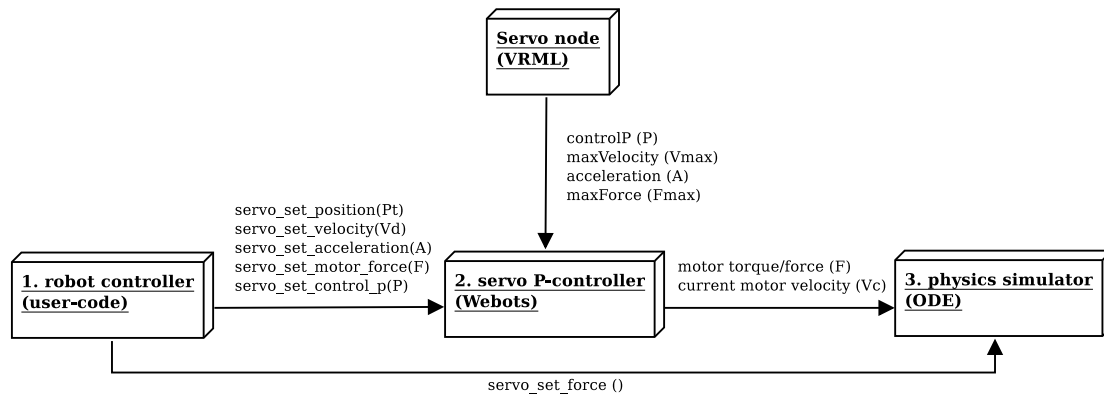 Servo node
(VRML)
controlP (P)
maxVelocity (Vmax)
acceleration (A)
maxForce (Fmax)
servo_set_position(Pt)
servo_set_velocity(Vd)
servo_set_acceleration(A)
servo_set_motor_force(F)
servo_set_control_p(P)
1. robot controller
(user-code)
2. servo P-controller
(Webots)
motor torque/force (F)
current motor velocity (Vc)
3. physics simulator
(ODE)
servo_set_force ()